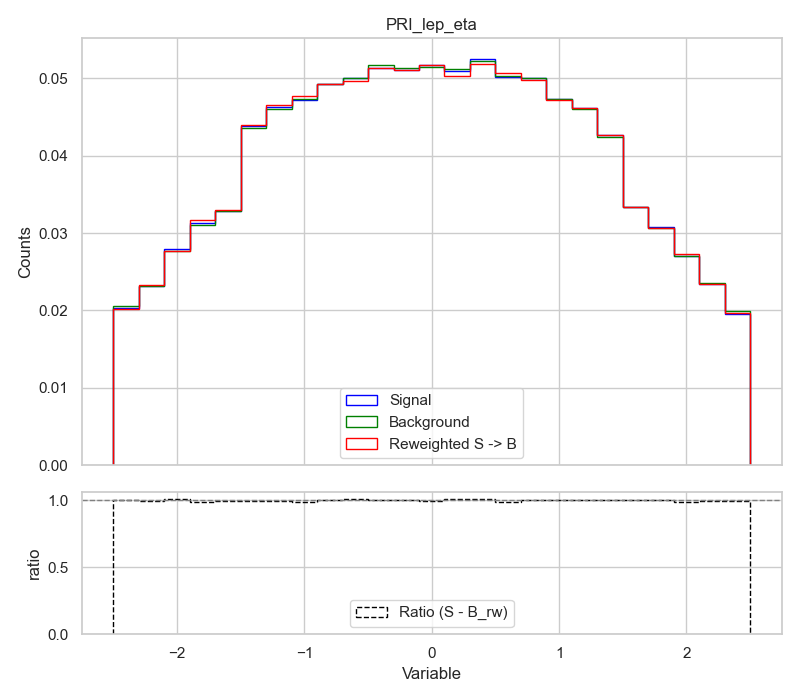 PRI_lep_eta
0.05
0.04
0.03
0.02
0.01
0.00
Counts
Signal
Background
Reweighted S -> B
1.0
0.5
0.0
ratio
Ratio (S - B_rw)
−2
−1
0
1
2
Variable